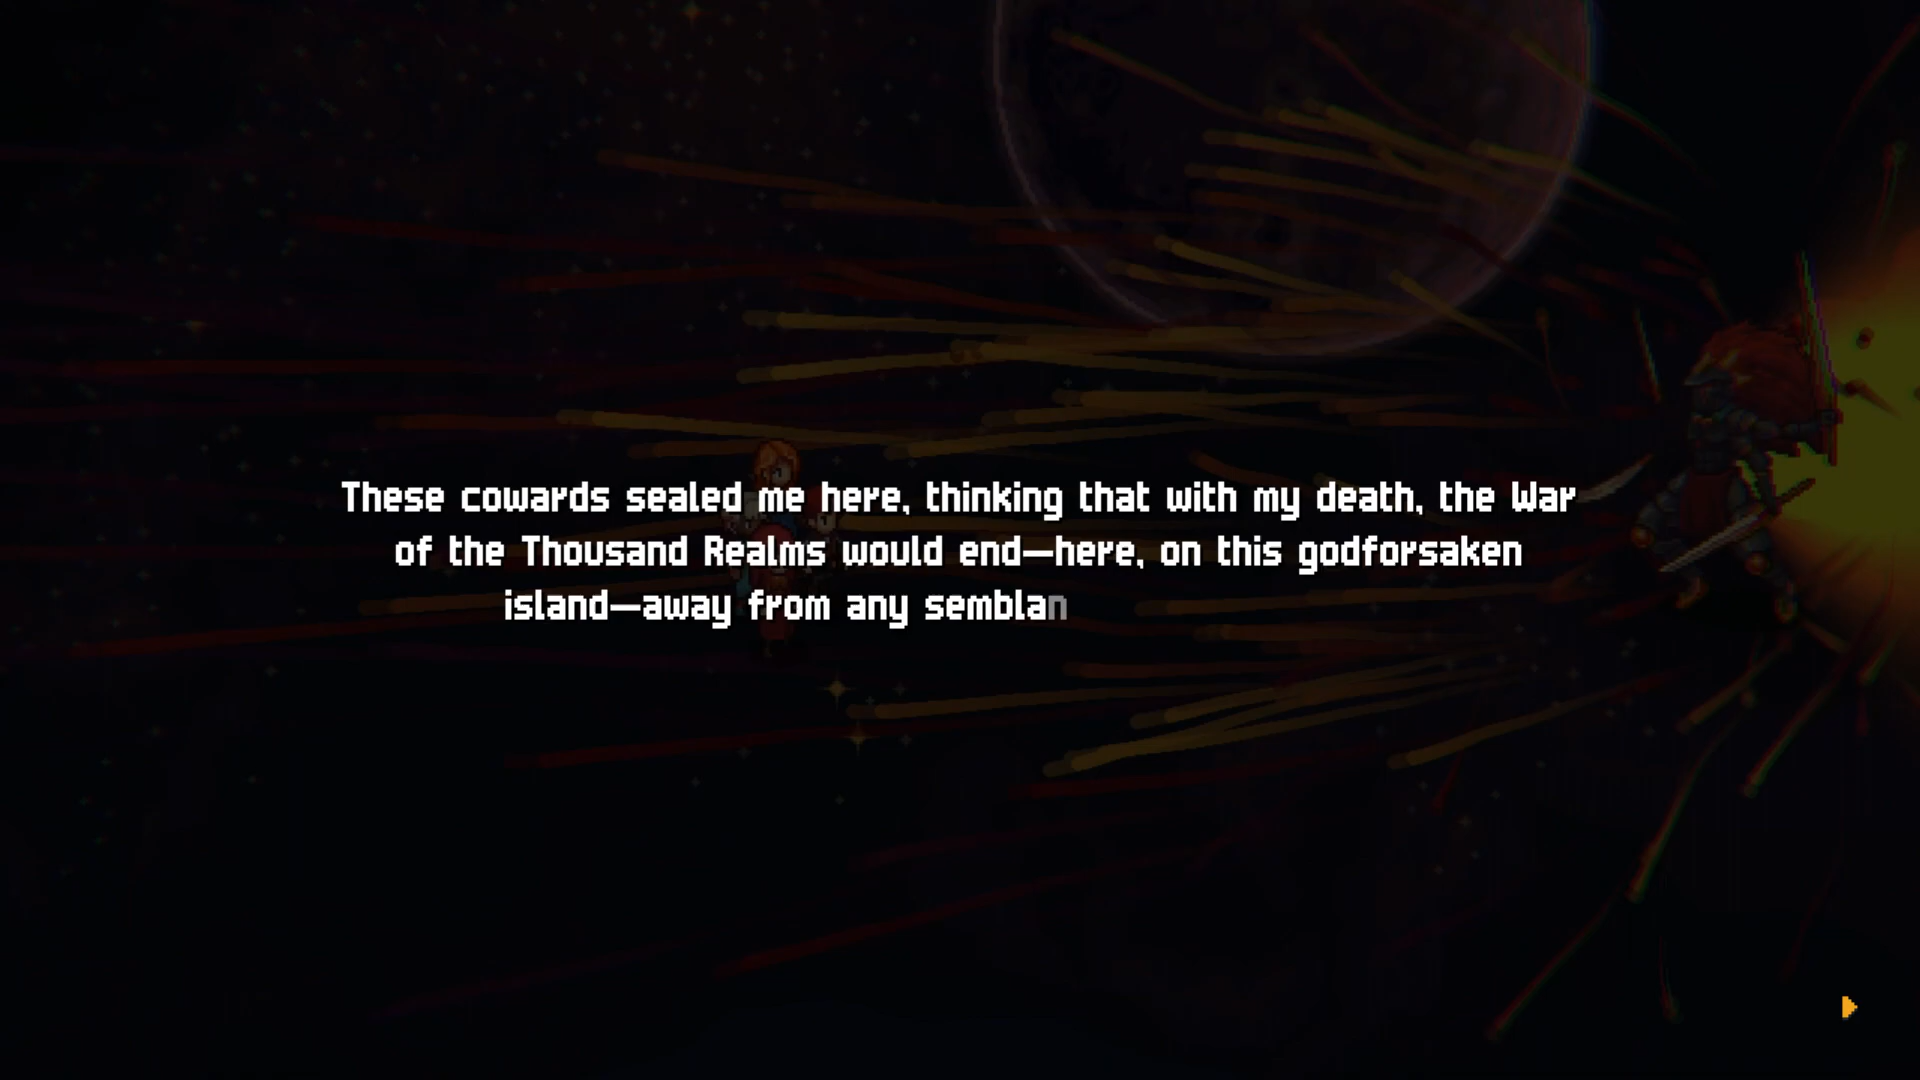 These cowards sealed me here, thinking that with my death, the War
of the Thousand Realms would end—here, on this godforsaken
island—away from any semblan